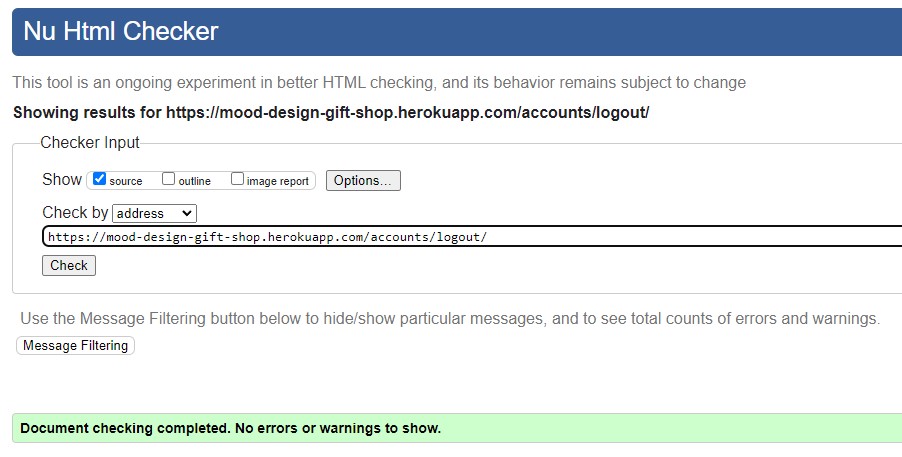 Nu Html Checker
This tool is an ongoing experiment in better HTML checking, and its behavior remains subject to change
Showing results for https://mood-design-gift-shop.herokuapp.com/accounts/logout/
Checker Input
Show source outline image report Options...
Check by address
https://mood-design-gift-shop.herokuapp.com/accounts/logout/
Check
Use the Message Filtering button below to hide/show particular messages, and to see total counts of errors and warnings.
Message Filtering
Document checking completed. No errors or warnings to show.